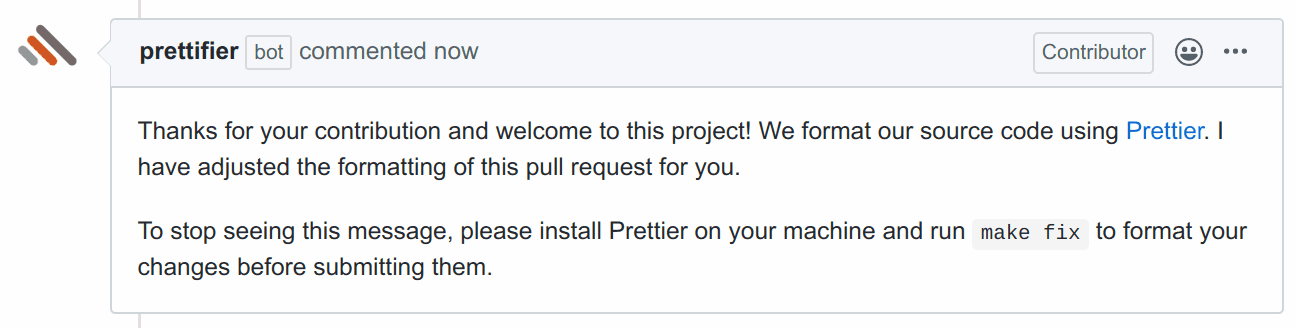 prettifier bot commented now Contributor
Thanks for your contribution and welcome to this project! We format our source code using Prettier. I
have adjusted the formatting of this pull request for you.
To stop seeing this message, please install Prettier on your machine and run make fix to format your
changes before submitting them.